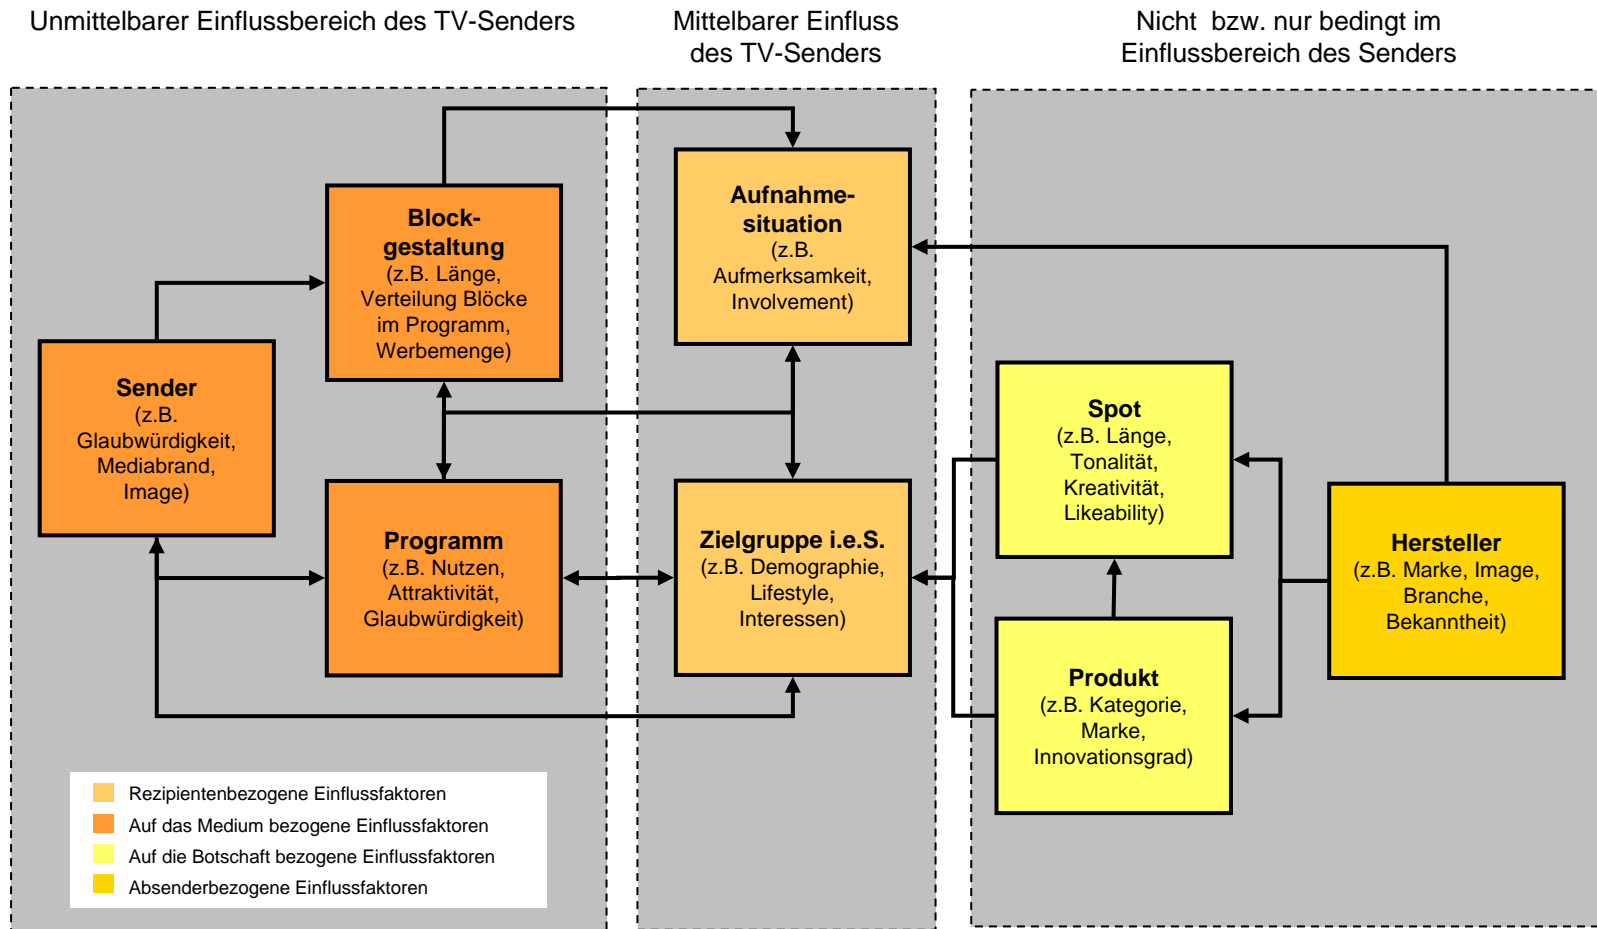 Unmittelbarer Einflussbereich des TV-Senders
Mittelbarer Einfluss
des TV-Senders
Nicht bzw. nur bedingt im
Einflussbereich des Senders
Block-
gestaltung
(z.B. Länge,
Verteilung Blöcke
im Programm,
Werbemenge)
Sender
(z.B.
Glaubwürdigkeit,
Mediabrand,
Image)
Programm
(z.B. Nutzen,
Attraktivität,
Glaubwürdigkeit)
Aufnahme-
situation
(z.B.
Aufmerksamkeit,
Involvement)
Zielgruppe i.e.S.
(z.B. Demographie,
Lifestyle,
Interessen)
Spot
(z.B. Länge,
Tonalität,
Kreativität,
Likeability)
Produkt
(z.B. Kategorie,
Marke,
Innovationsgrad)
Hersteller
(z.B. Marke, Image,
Branche,
Bekanntheit)
Rezipientenbezogene Einflussfaktoren
Auf das Medium bezogene Einflussfaktoren
Auf die Botschaft bezogene Einflussfaktoren
Absenderbezogene Einflussfaktoren